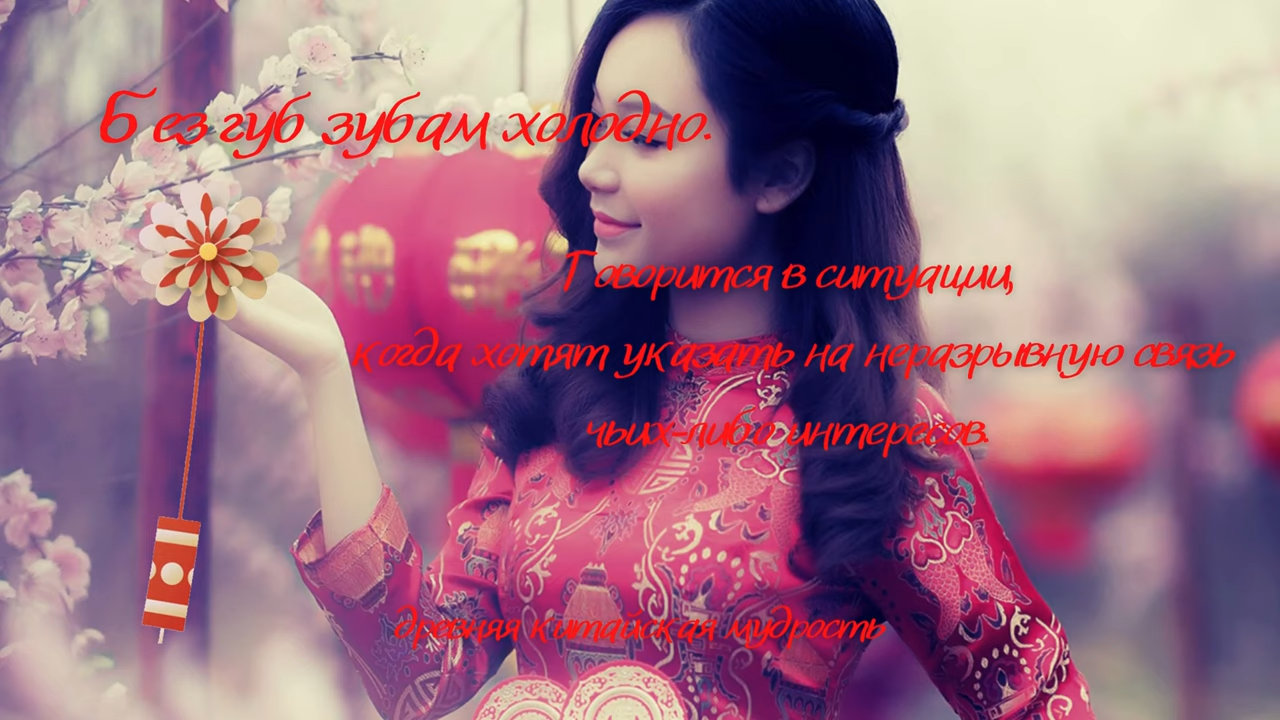 Без губ зубам холодно.
Говорится в ситуации,
когда хотят указать на неразрывную связь
чьих-либо интересов.
древняя китайская мудрость